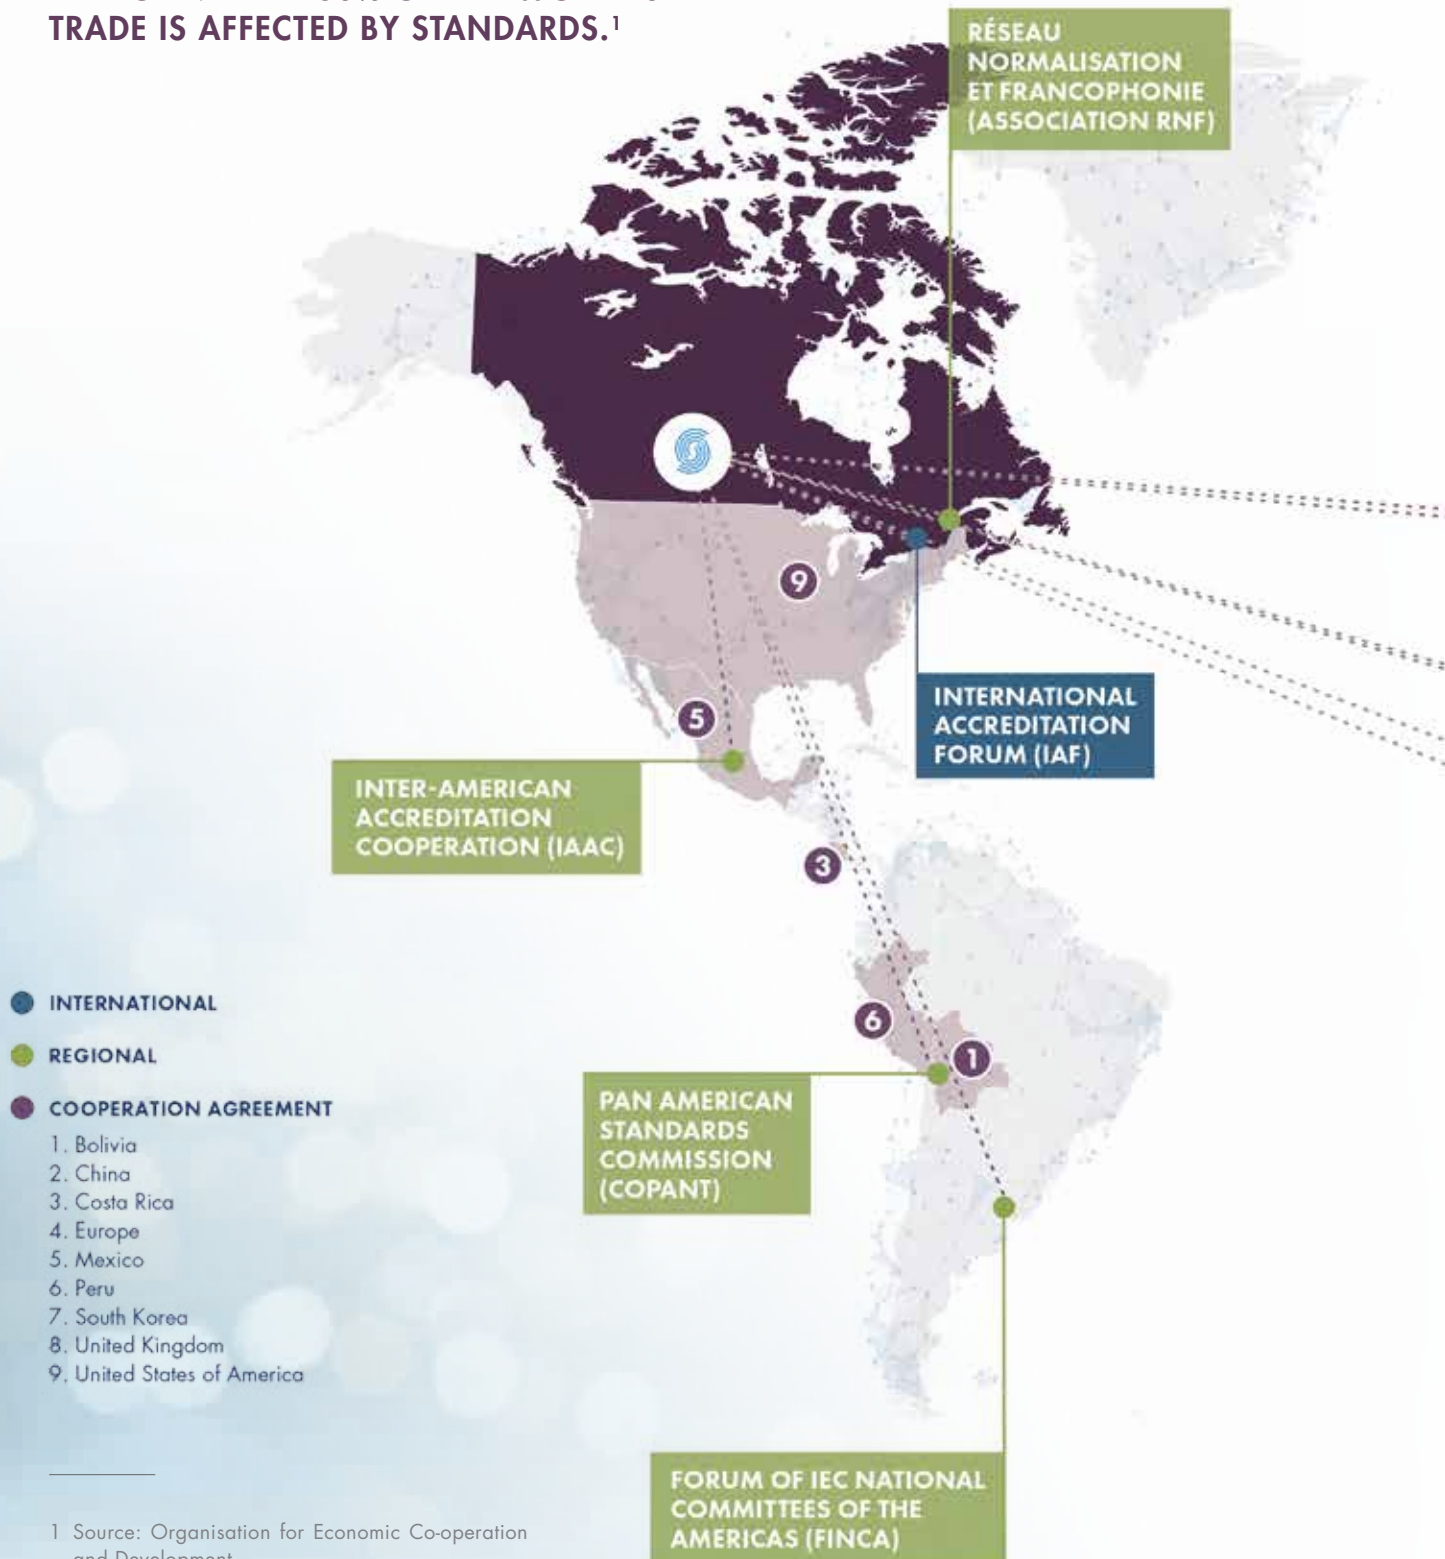 TRADE IS AFFECTED BY STANDARDS.¹
RÉSEAU
NORMALISATION
ET FRANCOPHONIE
(ASSOCIATION RNF)
9
INTERNATIONAL
ACCREDITATION
FORUM (IAF)
5
INTER-AMERICAN
ACCREDITATION
COOPERATION (IAAC)
3
6
1
PAN AMERICAN
STANDARDS
COMMISSION
(COPANT)
INTERNATIONAL
REGIONAL
COOPERATION AGREEMENT
1. Bolivia
2. China
3. Costa Rica
4. Europe
5. Mexico
6. Peru
7. South Korea
8. United Kingdom
9. United States of America
FORUM OF IEC NATIONAL
COMMITTEES OF THE
AMERICAS (FINCA)
1 Source: Organisation for Economic Co-operation
and Development